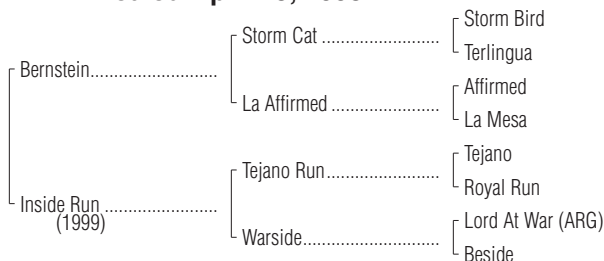 Storm Bird
Storm Cat
Terlingua
Bernstein
Affirmed
La Affirmed
La Mesa
Tejano
Tejano Run
Royal Run
Inside Run
(1999)
Lord At War (ARG)
Warside
Beside